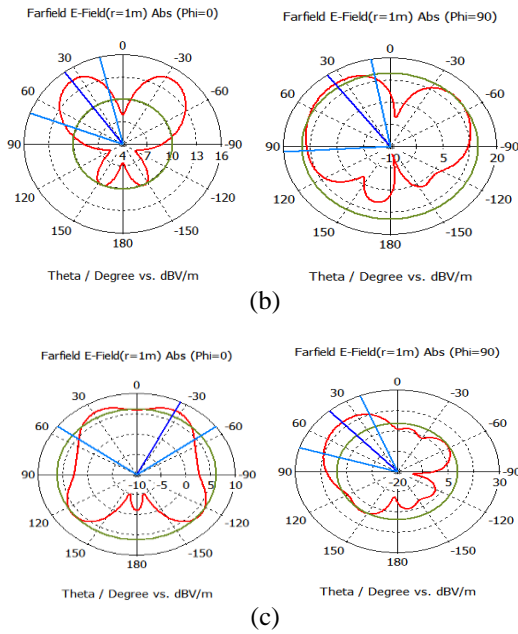 Farfield E-Field(r=1m) Abs (Phi=0)
0
30 -30
60 -60
90 4 7 10 13 16 -90
120 -120
150 -150
180
Theta / Degree vs. dBV/m
Farfield E-Field(r=1m) Abs (Phi=90)
0
30 -30
60 -60
90 -10 5 20 -90
120 -120
150 -150
180
Theta / Degree vs. dBV/m
(b)
Farfield E-Field(r=1m) Abs (Phi=0)
0
30 -30
60 -60
90 -10 -5 0 5 10 -90
120 -120
150 -150
180
Theta / Degree vs. dBV/m
Farfield E-Field(r=1m) Abs (Phi=90)
0
30 -30
60 -60
90 -20 5 30 -90
120 -120
150 -150
180
Theta / Degree vs. dBV/m
(c)